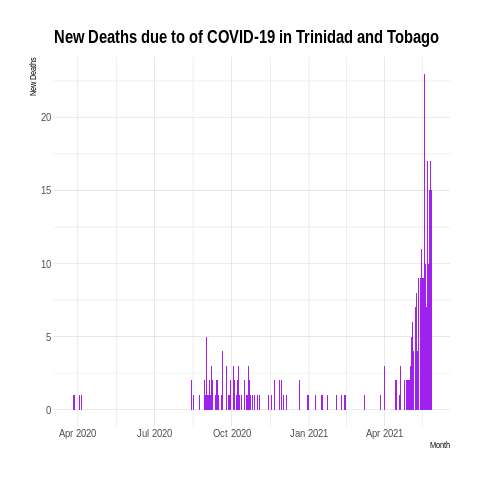 New Deaths due to of COVID-19 in Trinidad and Tobago
New Deaths
20
15
10
5
0
Apr 2020 Jul 2020 Oct 2020 Jan 2021 Apr 2021
Month